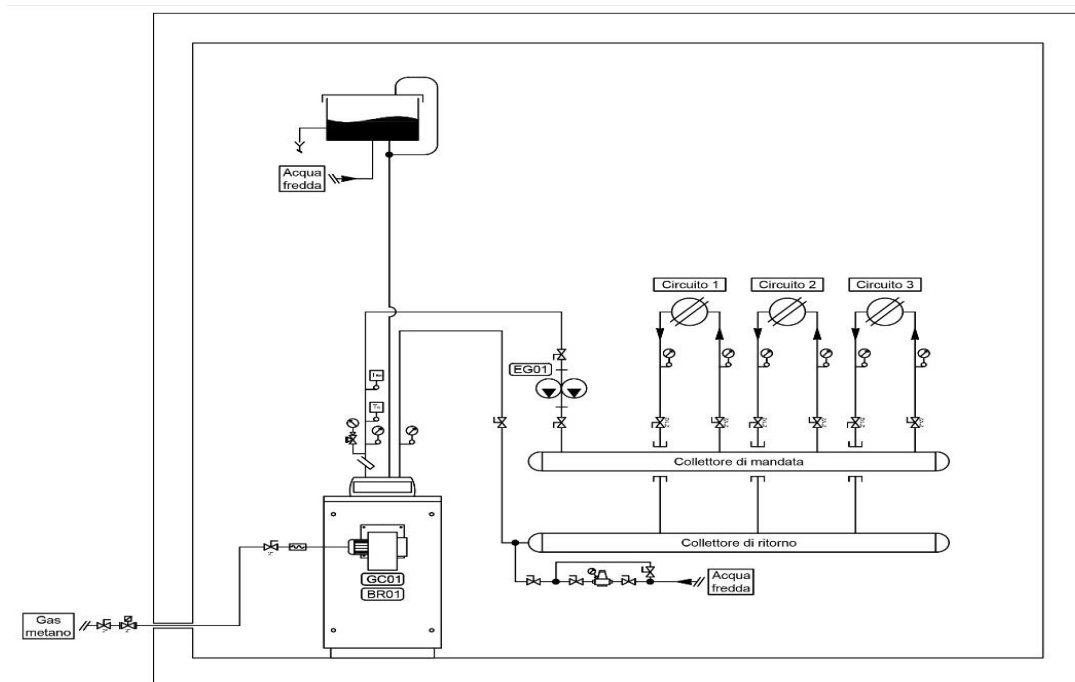 Acqua
fredda
Circuito 1
Circuito 2
Circuito 3
EG01
Collettore di mandata
Collettore di ritorno
GC01
BR01
Acqua
fredda
Gas
metano